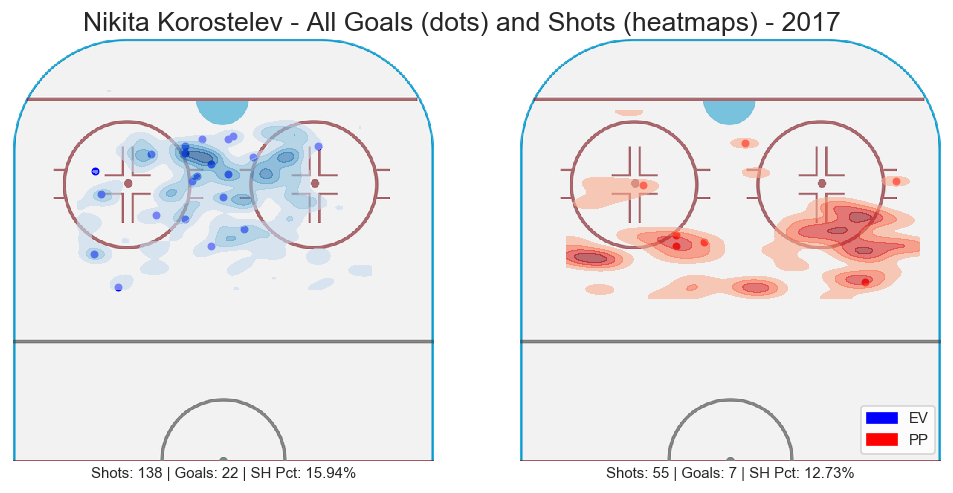 Nikita Korostelev - All Goals (dots) and Shots (heatmaps) - 2017
EV
PP
Shots: 138 | Goals: 22 | SH Pct: 15.94%
Shots: 55 | Goals: 7 | SH Pct: 12.73%